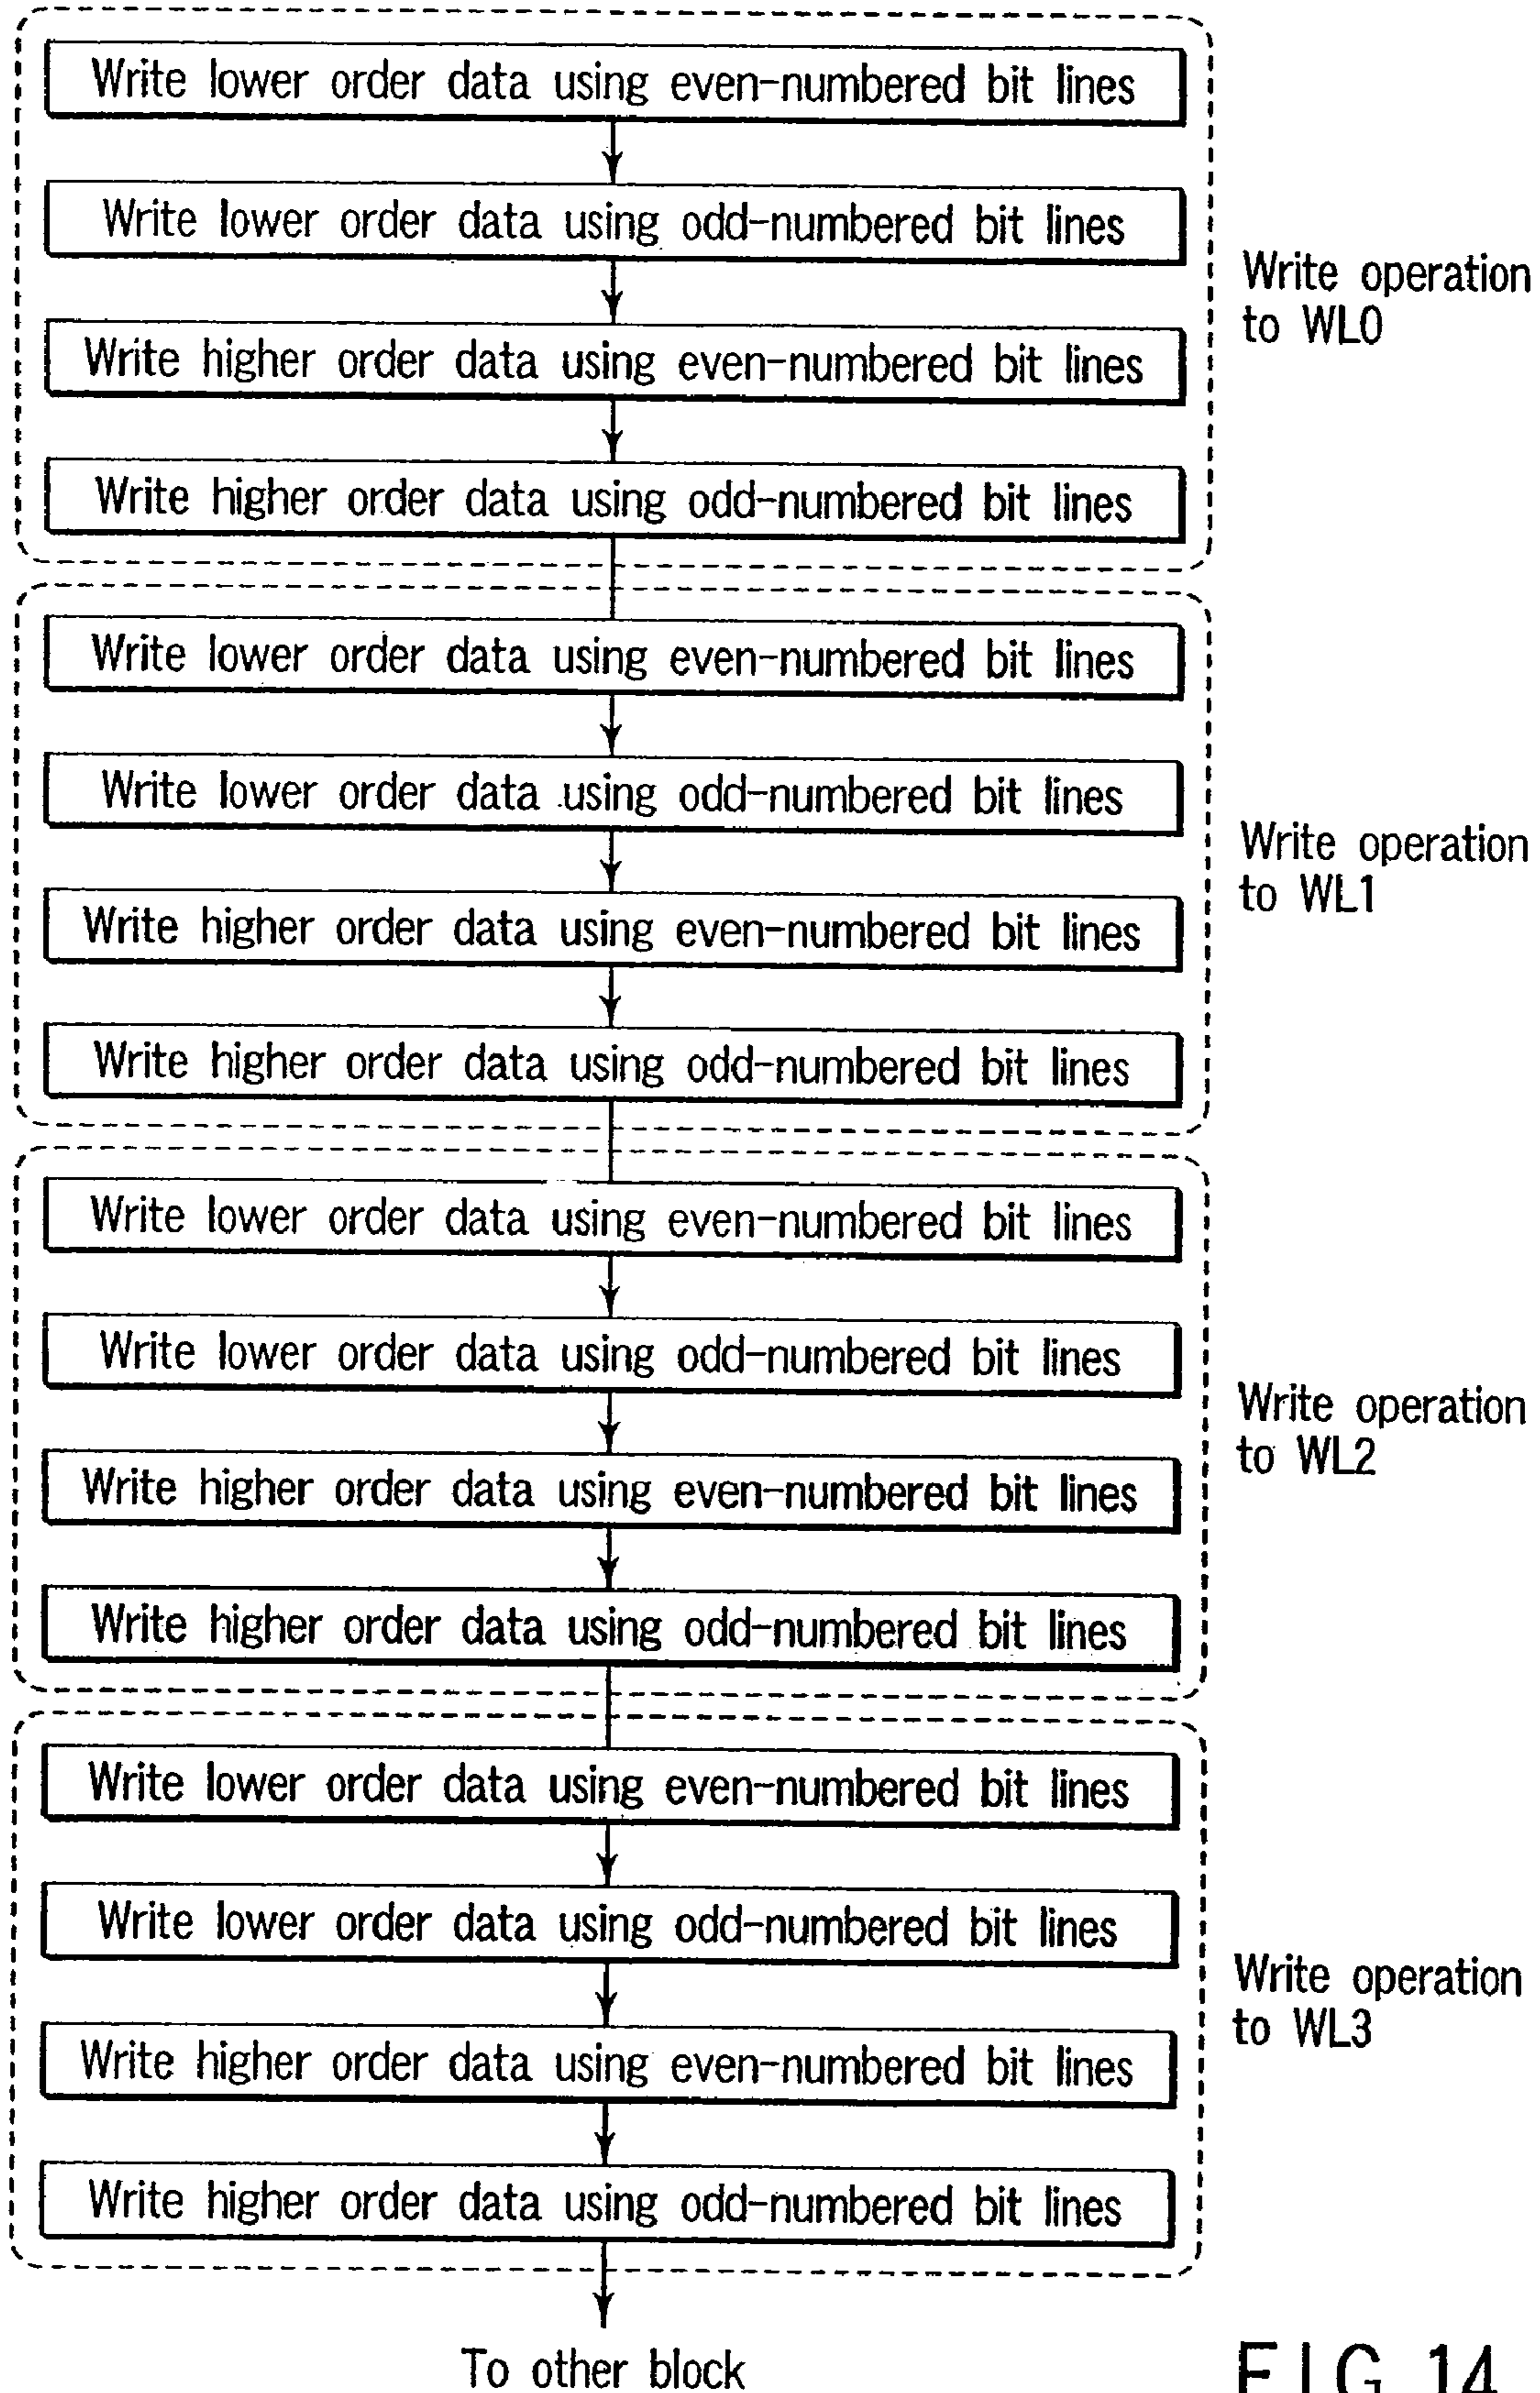 Write lower order data using even-numbered bit lines
Write lower order data using odd-numbered bit lines
Write higher order data using even-numbered bit lines
Write higher order data using odd-numbered bit lines
Write operation
to WL0
Write lower order data using even-numbered bit lines
Write lower order data using odd-numbered bit lines
Write higher order data using even-numbered bit lines
Write higher order data using odd-numbered bit lines
Write operation
to WL1
Write lower order data using even-numbered bit lines
Write lower order data using odd-numbered bit lines
Write higher order data using even-numbered bit lines
Write higher order data using odd-numbered bit lines
Write operation
to WL2
Write lower order data using even-numbered bit lines
Write lower order data using odd-numbered bit lines
Write higher order data using even-numbered bit lines
Write higher order data using odd-numbered bit lines
Write operation
to WL3
To other block
FIG. 14